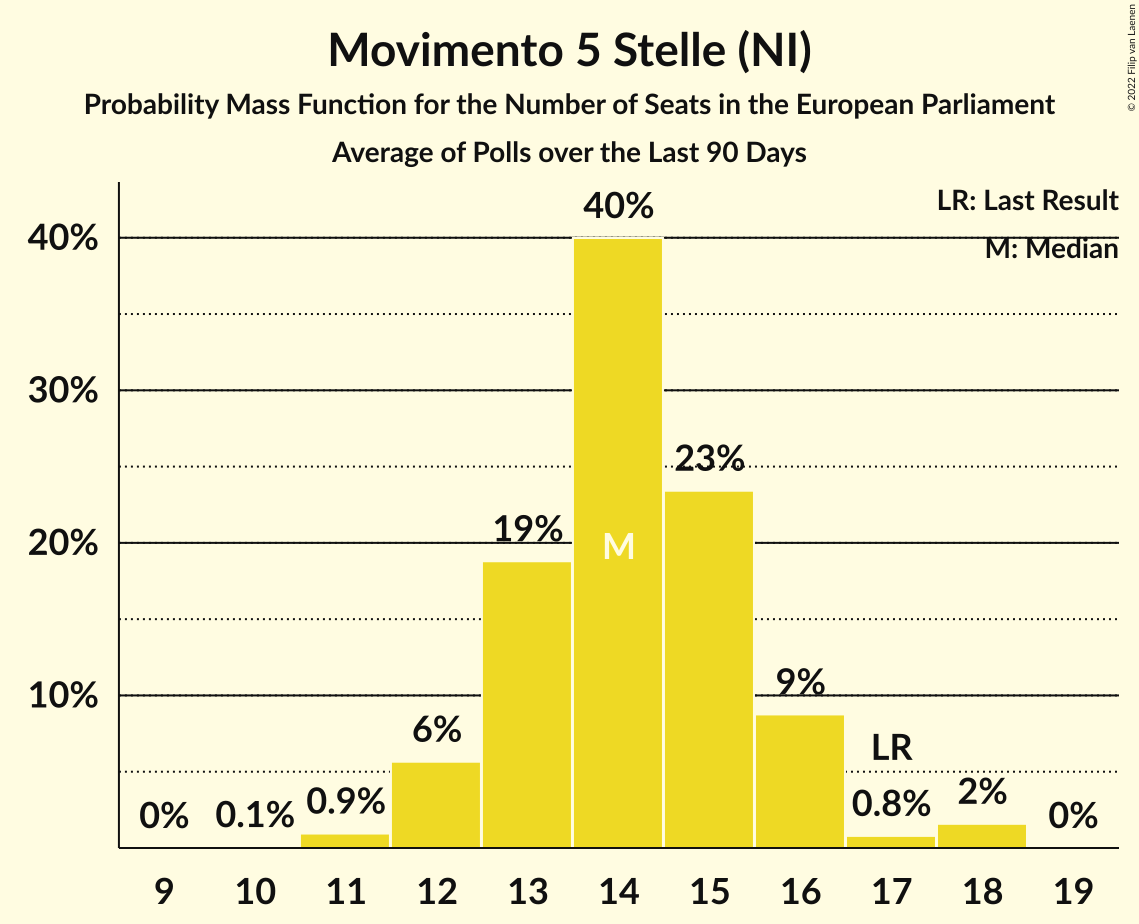 Movimento 5 Stelle (NI)
Probability Mass Function for the Number of Seats in the European Parliament
Average of Polls over the Last 90 Days
© 2022 Filip van Laenen
LR: Last Result
M: Median
40%
30%
20%
10%
0%
0.1%
0.9%
6%
19%
40%
M
23%
9%
LR
0.8%
2%
0%
9 10 11 12 13 14 15 16 17 18 19